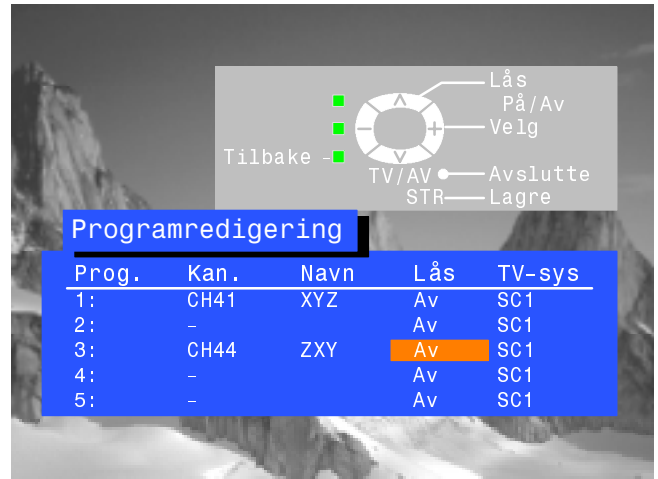 Lås
På/Av
Velg
Tilbake
TV/AV Avslutte
STR Lagre
Programredigering
Prog. Kan. Navn Lås TV-sys
1: CH41 XYZ Av SC1
2: - Av SC1
3: CH44 ZXY Av SC1
4: - Av SC1
5: - Av SC1